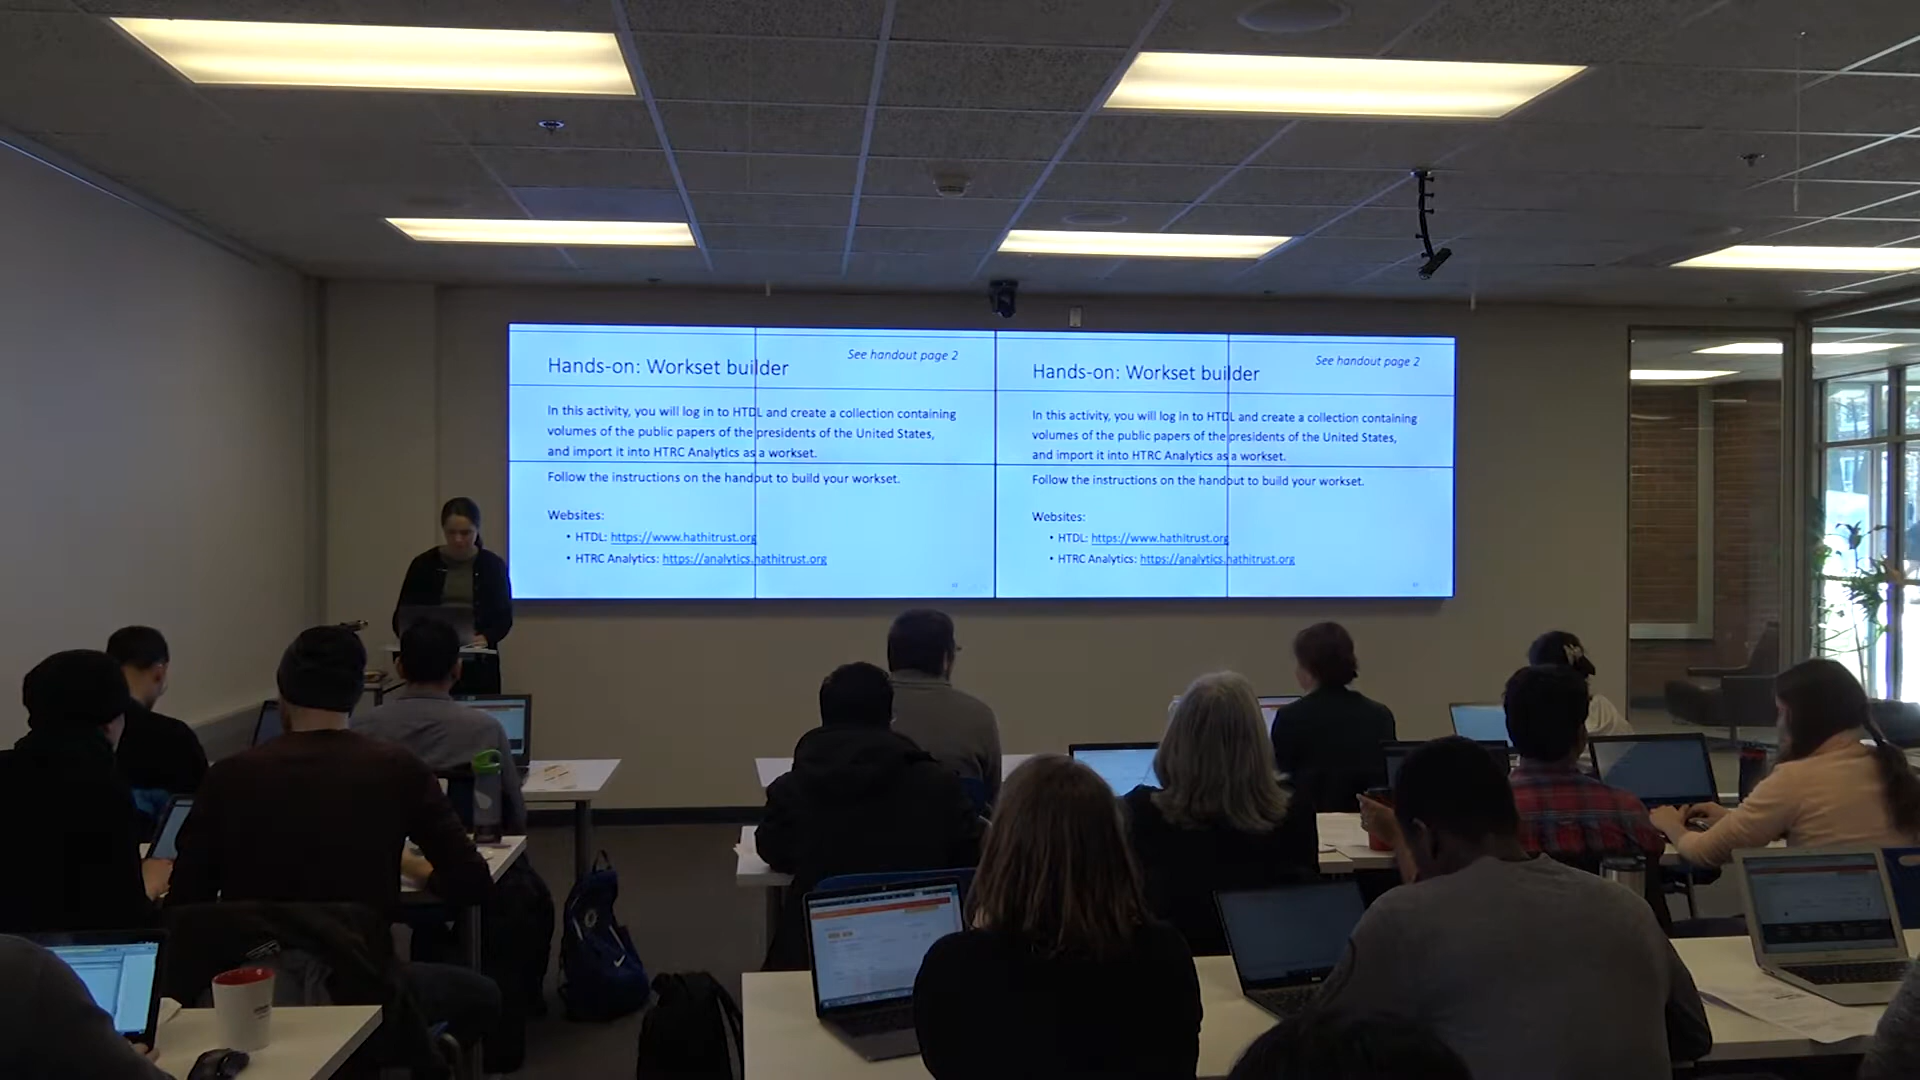 Hands-on: Workset builder
See handout page 2
In this activity, you will log in to HTDL and create a collection containing
volumes of the public papers of the presidents of the United States,
and import it into HTRC Analytics as a workset.
Follow the instructions on the handout to build your workset.
Websites:
• HTDL: https://www.hathitrust.org
• HTRC Analytics: https://analytics.hathitrust.org
Hands-on: Workset builder
See handout page 2
In this activity, you will log in to HTDL and create a collection containing
volumes of the public papers of the presidents of the United States,
and import it into HTRC Analytics as a workset.
Follow the instructions on the handout to build your workset.
Websites:
• HTDL: https://www.hathitrust.org
• HTRC Analytics: https://analytics.hathitrust.org